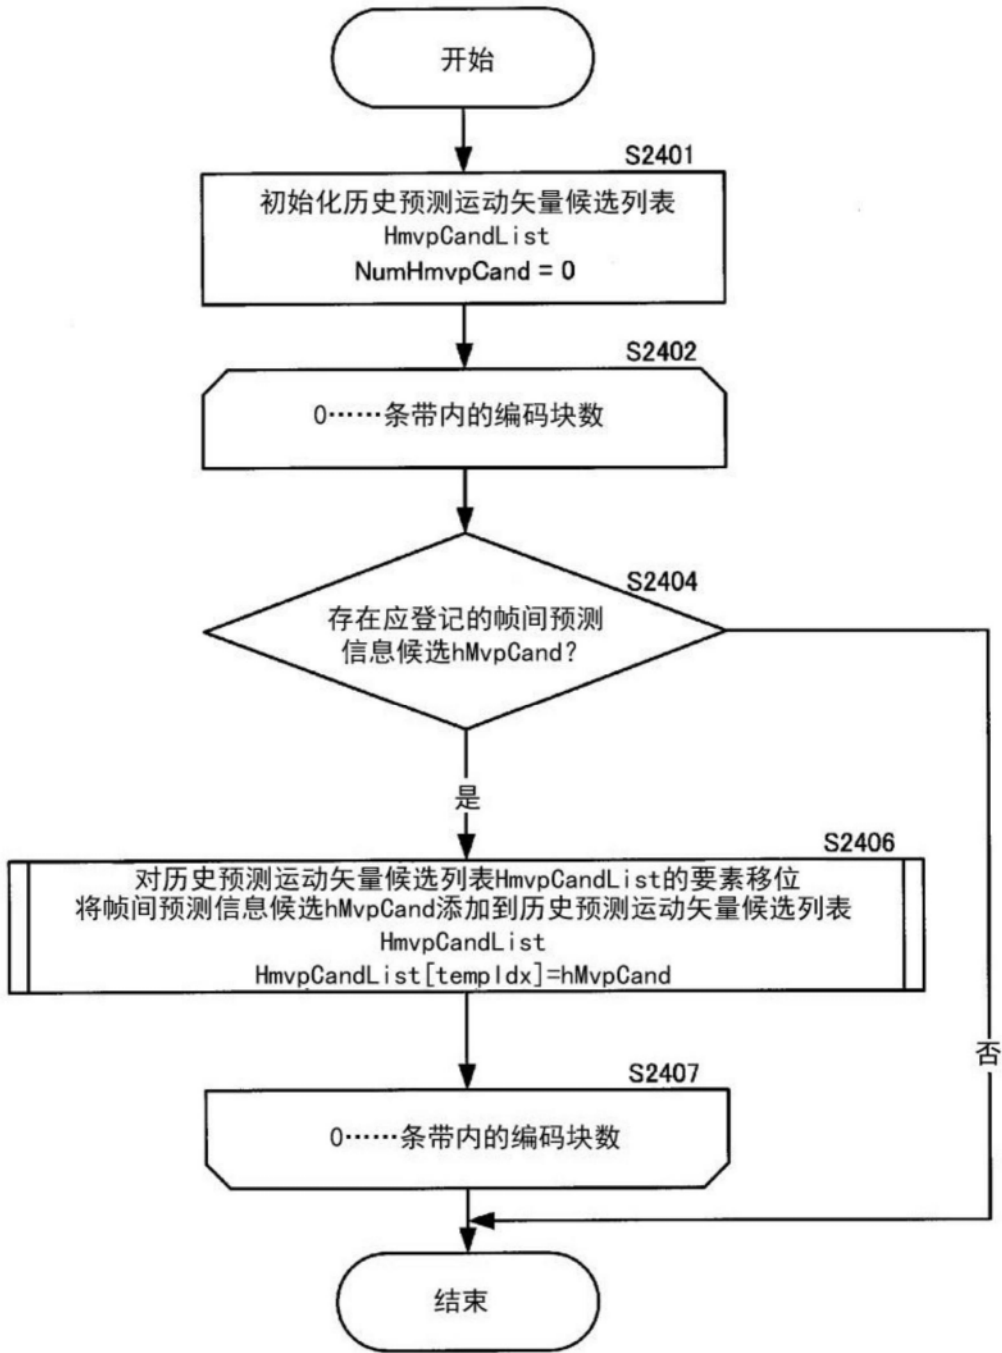 开始
S2401
初始化历史预测运动矢量候选列表
HmvpCandList
NumHmvpCand = 0
S2402
0……条带内的编码块数
S2404
存在应登记的帧间预测
信息候选hMvpCand?
是
S2406
对历史预测运动矢量候选列表HmvpCandList的要素移位
将帧间预测信息候选hMvpCand添加到历史预测运动矢量候选列表
HmvpCandList
HmvpCandList[tempIdx]=hMvpCand
否
S2407
0……条带内的编码块数
结束